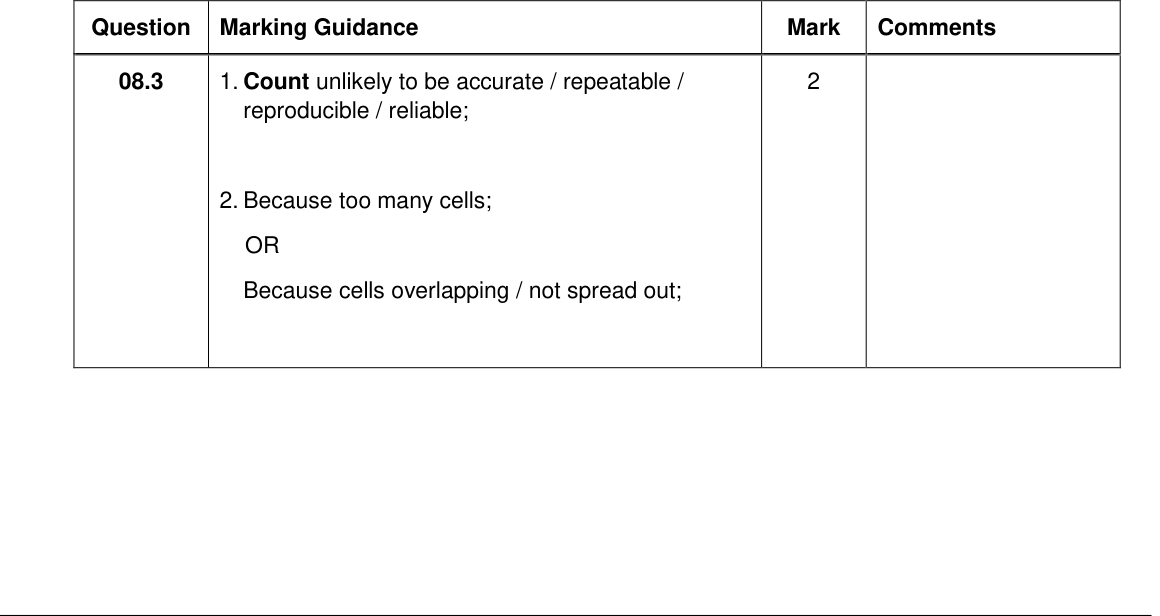 Question Marking Guidance Mark Comments
08.3 1. Count unlikely to be accurate / repeatable / 2
reproducible / reliable;
2. Because too many cells;
OR
Because cells overlapping / not spread out;